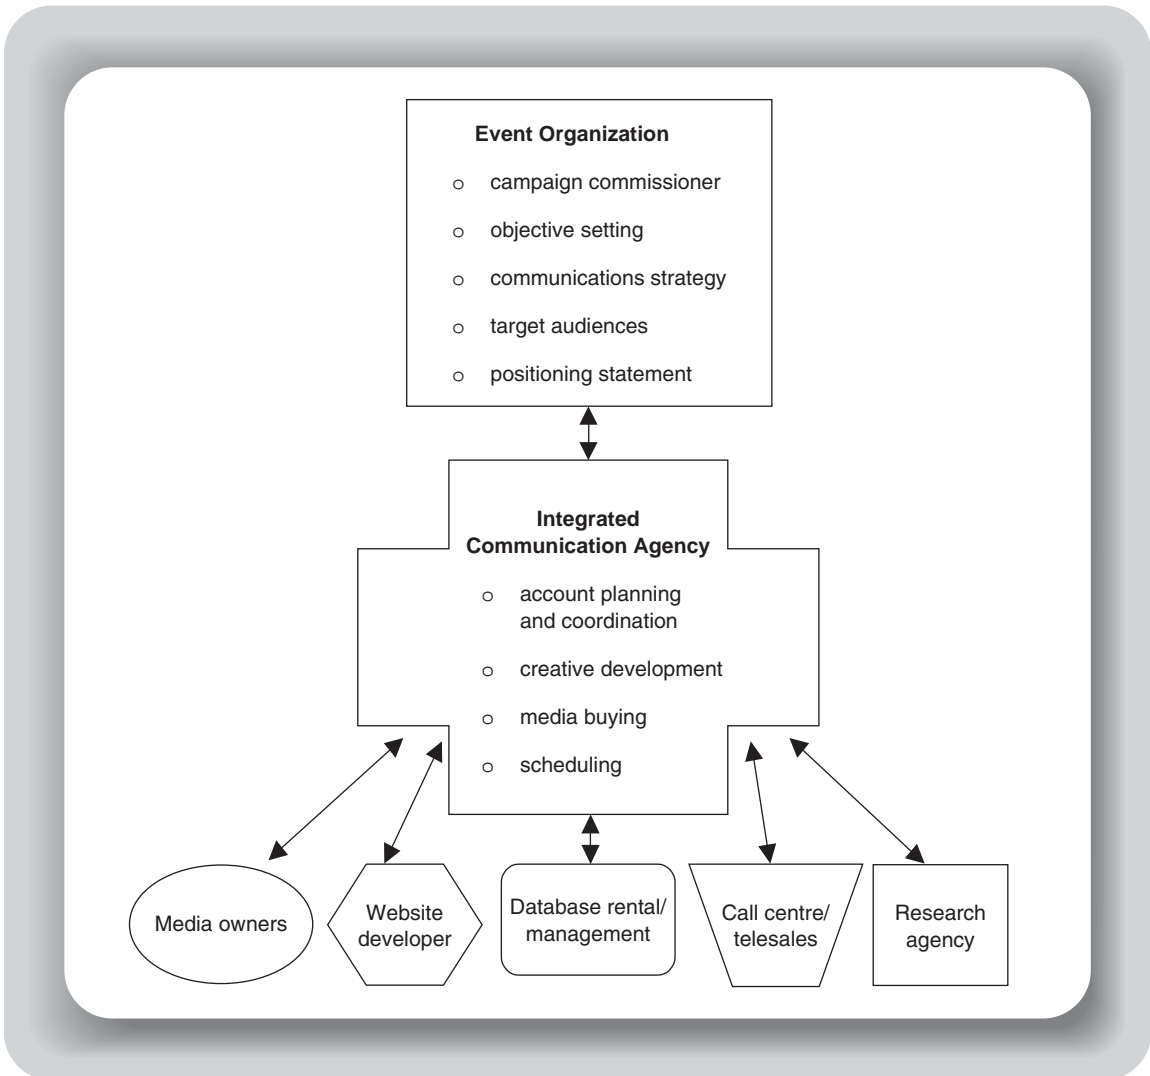 Event Organization
o campaign commissioner
o objective setting
o communications strategy
o target audiences
o positioning statement
Integrated
Communication Agency
o account planning
and coordination
o creative development
o media buying
o scheduling
Media owners
Website
developer
Database rental/
management
Call centre/
telesales
Research
agency